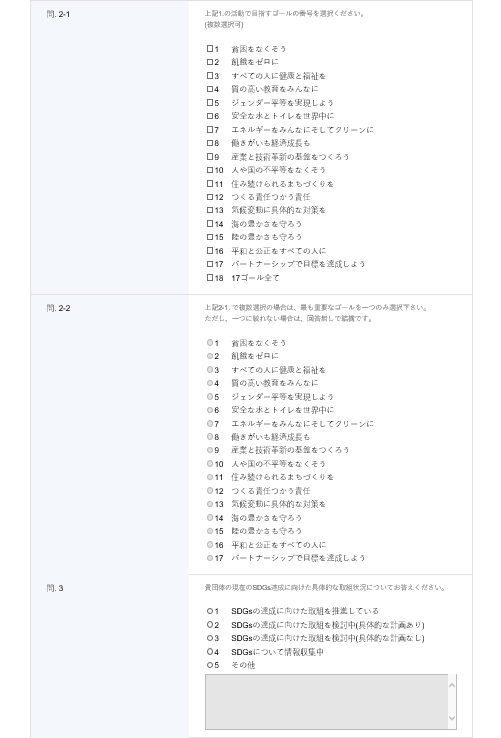 問. 2-1
上記1.の活動で目指すゴールの番号を選択ください。
(複数選択可)
1 貧困をなくそう
2 飢餓をゼロに
3 すべての人に健康と福祉を
4 質の高い教育をみんなに
5 ジェンダー平等を実現しよう
6 安全な水とトイレを世界中に
7 エネルギーをみんなにそしてクリーンに
8 働きがいも経済成長も
9 産業と技術革新の基盤をつくろう
10 人や国の不平等をなくそう
11 住み続けられるまちづくりを
12 つくる責任つかう責任
13 気候変動に具体的な対策を
14 海の豊かさを守ろう
15 陸の豊かさも守ろう
16 平和と公正をすべての人に
17 パートナーシップで目標を達成しよう
18 17ゴール全て
問. 2-2
上記2-1. で複数選択の場合は、最も重要なゴールを一つのみ選択下さい。
ただし、一つに絞れない場合は、回答無しで結構です。
1 貧困をなくそう
2 飢餓をゼロに
3 すべての人に健康と福祉を
4 質の高い教育をみんなに
5 ジェンダー平等を実現しよう
6 安全な水とトイレを世界中に
7 エネルギーをみんなにそしてクリーンに
8 働きがいも経済成長も
9 産業と技術革新の基盤をつくろう
10 人や国の不平等をなくそう
11 住み続けられるまちづくりを
12 つくる責任つかう責任
13 気候変動に具体的な対策を
14 海の豊かさを守ろう
15 陸の豊かさも守ろう
16 平和と公正をすべての人に
17 パートナーシップで目標を達成しよう
問. 3
貴団体の現在のSDGs達成に向けた具体的な取組状況についてお答えください。
1 SDGsの達成に向けた取組を推進している
2 SDGsの達成に向けた取組を検討中(具体的な計画あり)
3 SDGsの達成に向けた取組を検討中(具体的な計画なし)
4 SDGsについて情報収集中
5 その他